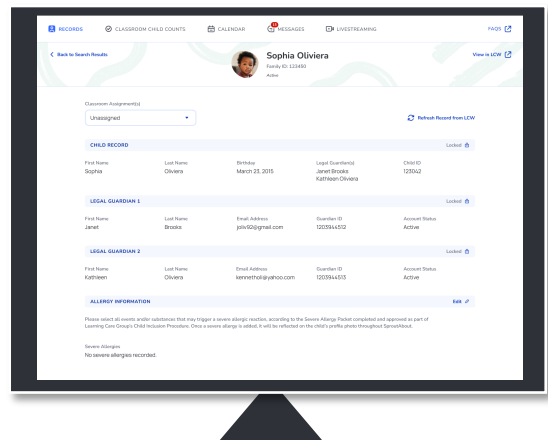 RECORDS
CLASSROOM CHILD COUNTS
CALENDAR
MESSAGES
LIVESTREAMING
FAQS
Back to Search Results
Sophia Oliviera
Family ID: 123450
Active
View in LCW
Classroom Assignment(s)
Unassigned
Refresh Record from LCW
CHILD RECORD
Locked
First Name Last Name Birthday Legal Guardian(s) Child ID
Sophia Oliviera March 23, 2015 Janet Brooks 123042
Kathleen Oliviera
LEGAL GUARDIAN 1
Locked
First Name Last Name Email Address Guardian ID Account Status
Janet Brooks joliv92@gmail.com 1203944512 Active
LEGAL GUARDIAN 2
Locked
First Name Last Name Email Address Guardian ID Account Status
Kathleen Oliviera kennetholi@yahoo.com 1203944513 Active
ALLERGY INFORMATION
Edit
Please select all events and/or substances that may trigger a severe allergic reaction, according to the Severe Allergy Packet completed and approved as part of
Learning Care Group's Child Inclusion Procedure. Once a severe allergy is added, it will be reflected on the child's profile photo throughout SproutAbout.
Severe Allergies
No severe allergies recorded.